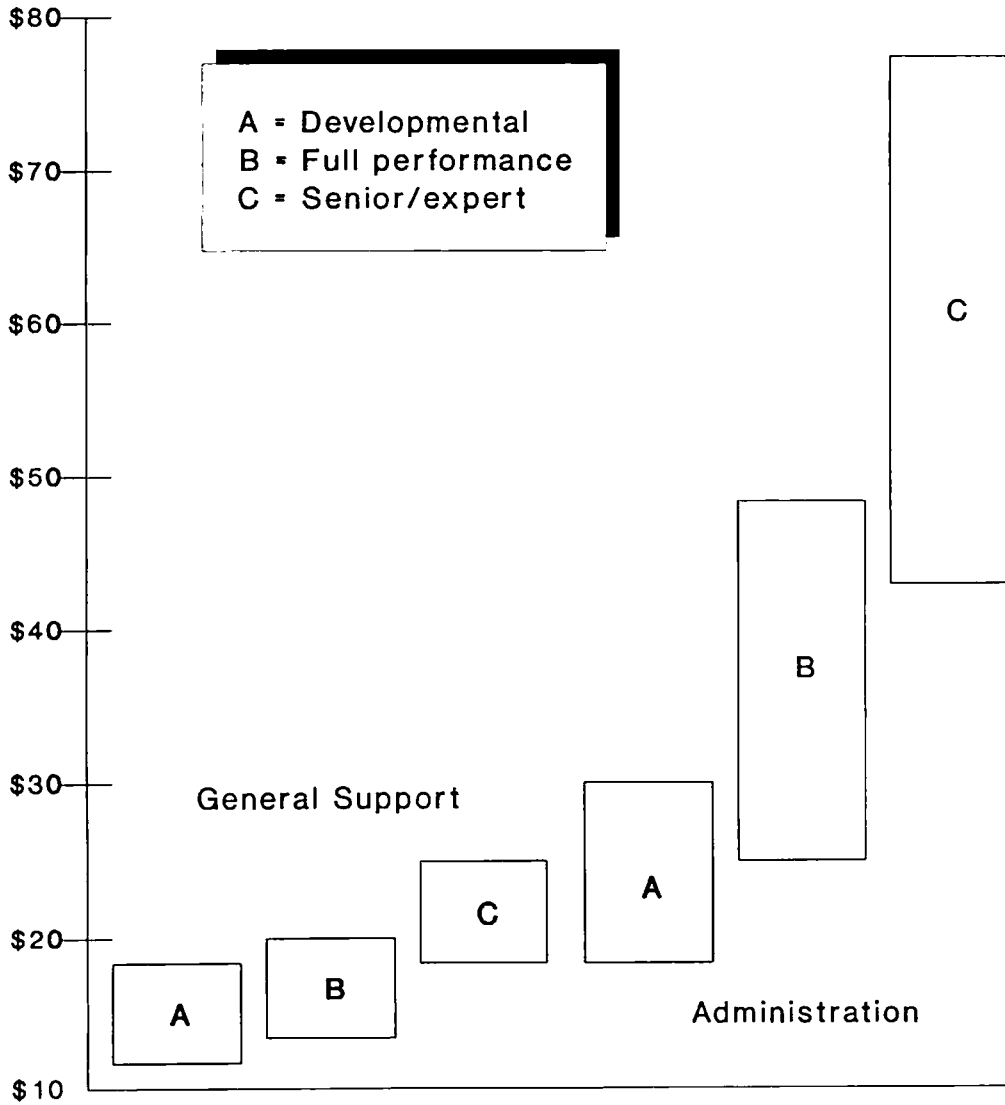 $80
A = Developmental
B = Full performance
C = Senior/expert
$70
$60
C
$50
$40
B
$30
General Support
A
C
$20
B
A
Administration
$10